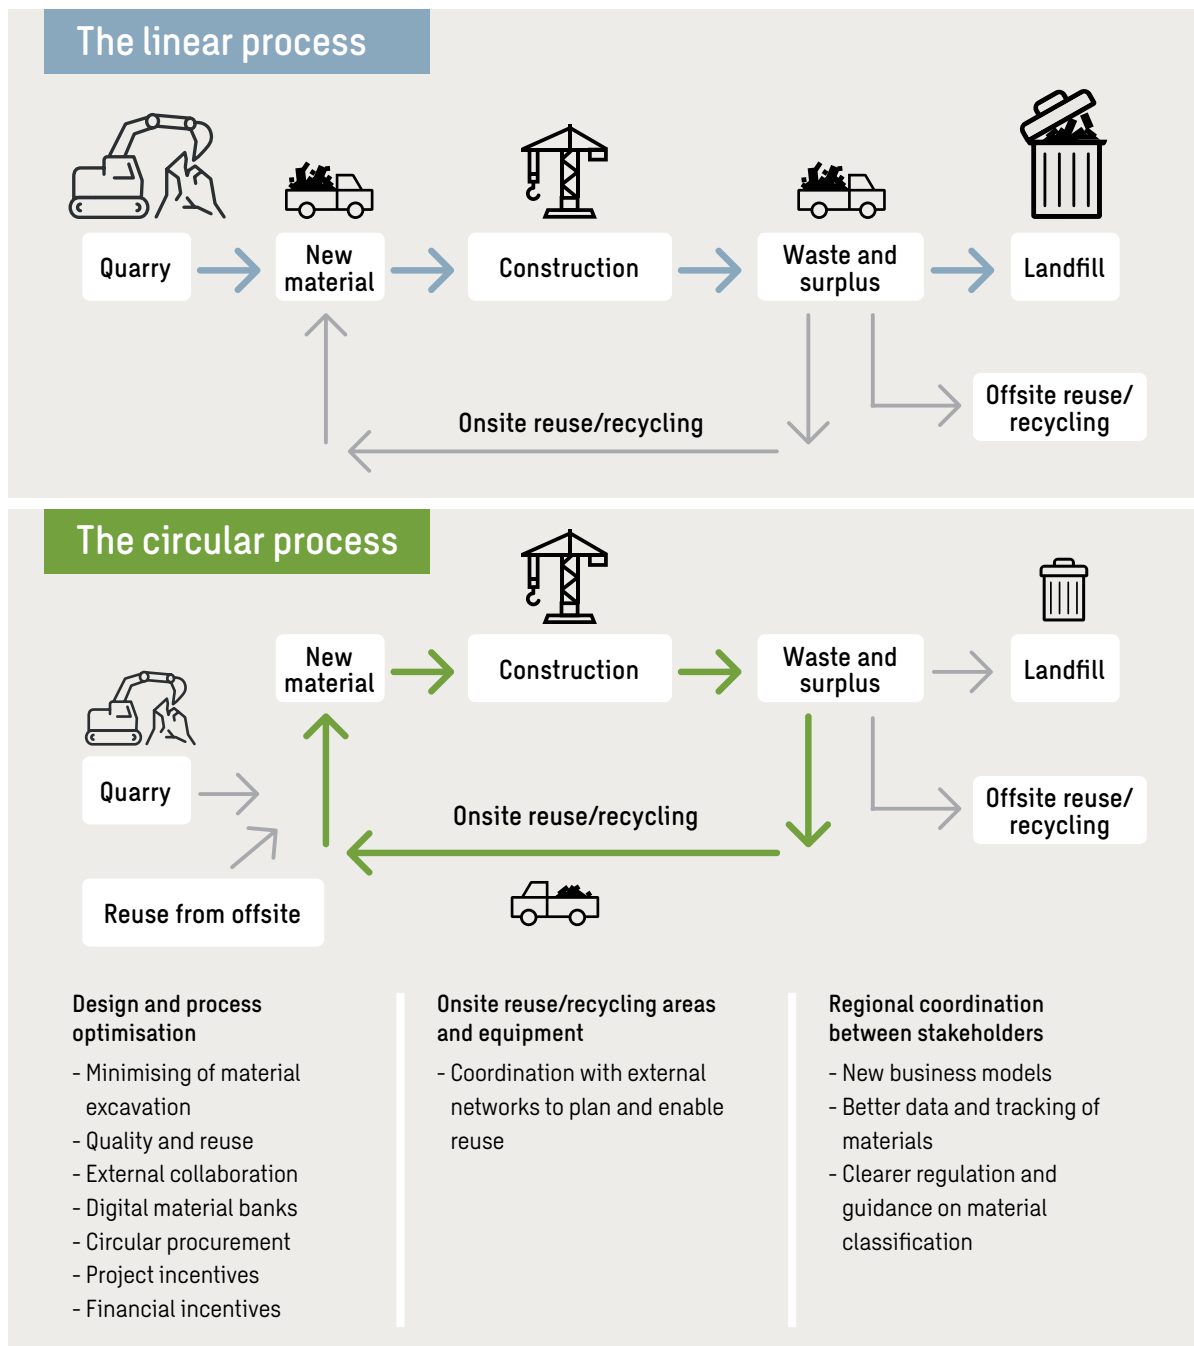 The linear process
Quarry
New
material
Construction
Waste and
surplus
Landfill
Offsite reuse/
recycling
Onsite reuse/recycling
The circular process
New
material
Construction
Waste and
surplus
Landfill
Quarry
Onsite reuse/recycling
Offsite reuse/
recycling
Reuse from offsite
Design and process
optimisation
- Minimising of material
excavation
- Quality and reuse
- External collaboration
- Digital material banks
- Circular procurement
- Project incentives
- Financial incentives
Onsite reuse/recycling areas
and equipment
- Coordination with external
networks to plan and enable
reuse
Regional coordination
between stakeholders
- New business models
- Better data and tracking of
materials
- Clearer regulation and
guidance on material
classification